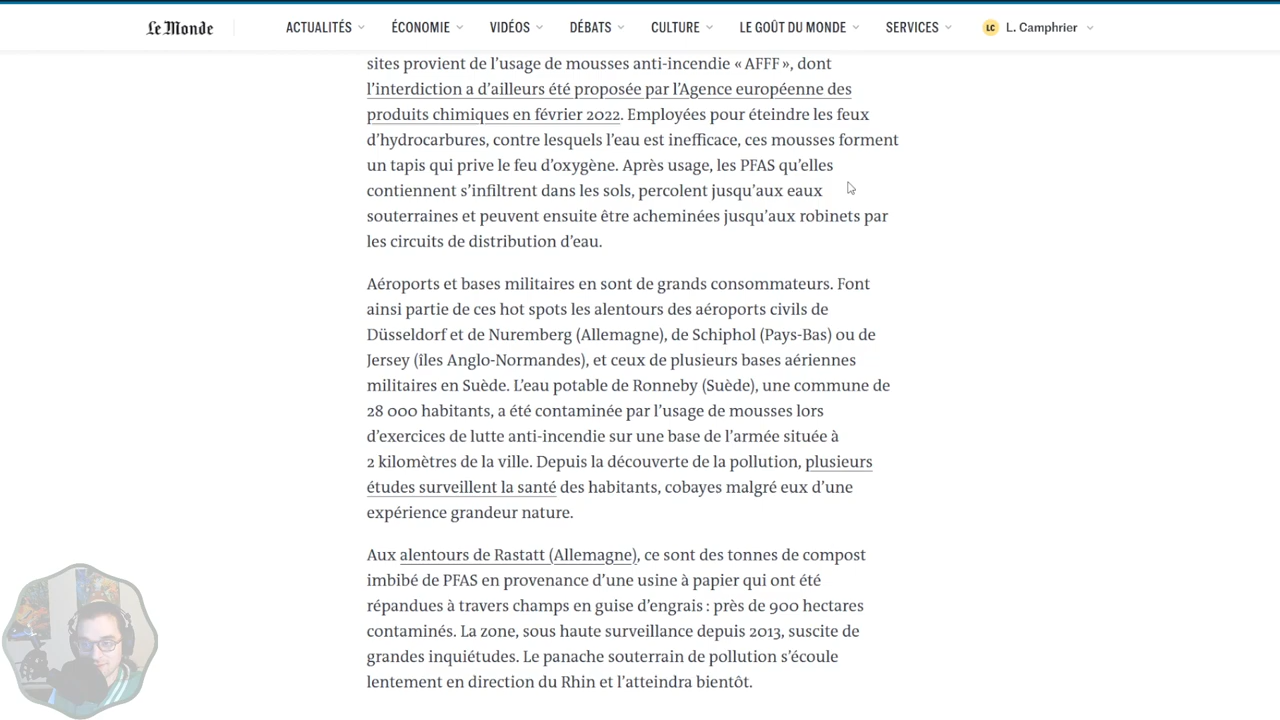 Le Monde
ACTUALITÉS
ÉCONOMIE
VIDÉOS
DÉBATS
CULTURE
LE GOÛT DU MONDE
SERVICES
LC
L. Camphrier
sites provient de l’usage de mousses anti-incendie « AFFF », dont
l’interdiction a d’ailleurs été proposée par l’Agence européenne des
produits chimiques en février 2022. Employées pour éteindre les feux
d’hydrocarbures, contre lesquels l’eau est inefficace, ces mousses forment
un tapis qui prive le feu d’oxygène. Après usage, les PFAS qu’elles
contiennent s’infiltrent dans les sols, percolent jusqu’aux eaux
souterraines et peuvent ensuite être acheminées jusqu’aux robinets par
les circuits de distribution d’eau.
Aéroports et bases militaires en sont de grands consommateurs. Font
ainsi partie de ces hot spots les alentours des aéroports civils de
Düsseldorf et de Nuremberg (Allemagne), de Schiphol (Pays-Bas) ou de
Jersey (îles Anglo-Normandes), et ceux de plusieurs bases aériennes
militaires en Suède. L’eau potable de Ronneby (Suède), une commune de
28 000 habitants, a été contaminée par l’usage de mousses lors
d’exercices de lutte anti-incendie sur une base de l’armée située à
2 kilomètres de la ville. Depuis la découverte de la pollution, plusieurs
études surveillent la santé des habitants, cobayes malgré eux d’une
expérience grandeur nature.
Aux alentours de Rastatt (Allemagne), ce sont des tonnes de compost
imbibé de PFAS en provenance d’une usine à papier qui ont été
répandues à travers champs en guise d’engrais : près de 900 hectares
contaminés. La zone, sous haute surveillance depuis 2013, suscite de
grandes inquiétudes. Le panache souterrain de pollution s’écoule
lentement en direction du Rhin et l’atteindra bientôt.